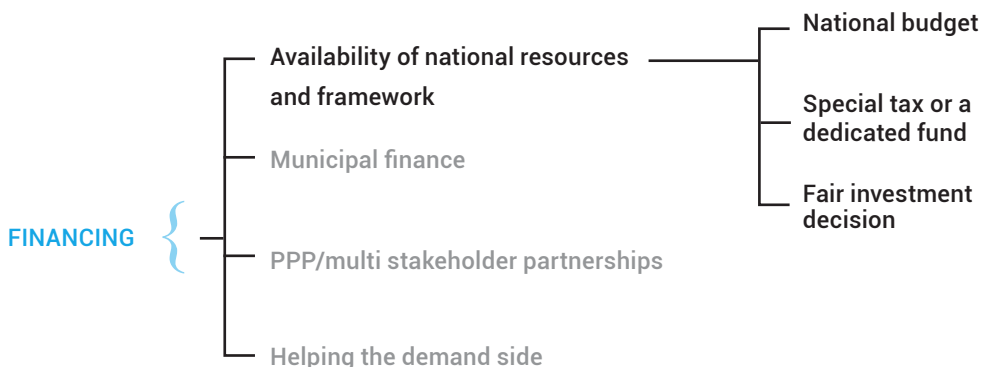 FINANCING
Availability of national resources
and framework
Municipal finance
PPP/multi stakeholder partnerships
Helping the demand side
National budget
Special tax or a
dedicated fund
Fair investment
decision